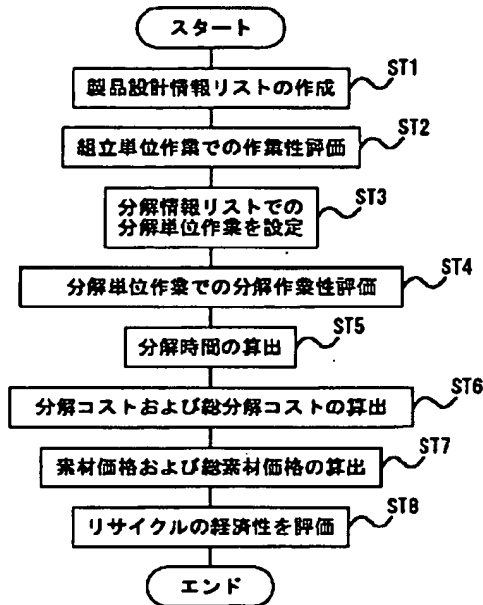 スタート
製品設計情報リストの作成
ST1
組立単位作業での作業性評価
ST2
分解情報リストでの
分解単位作業を設定
ST3
分解単位作業での分解作業性評価
ST4
分解時間の算出
ST5
分解コストおよび総分解コストの算出
ST6
素材価格および総素材価格の算出
ST7
リサイクルの経済性を評価
ST8
エンド